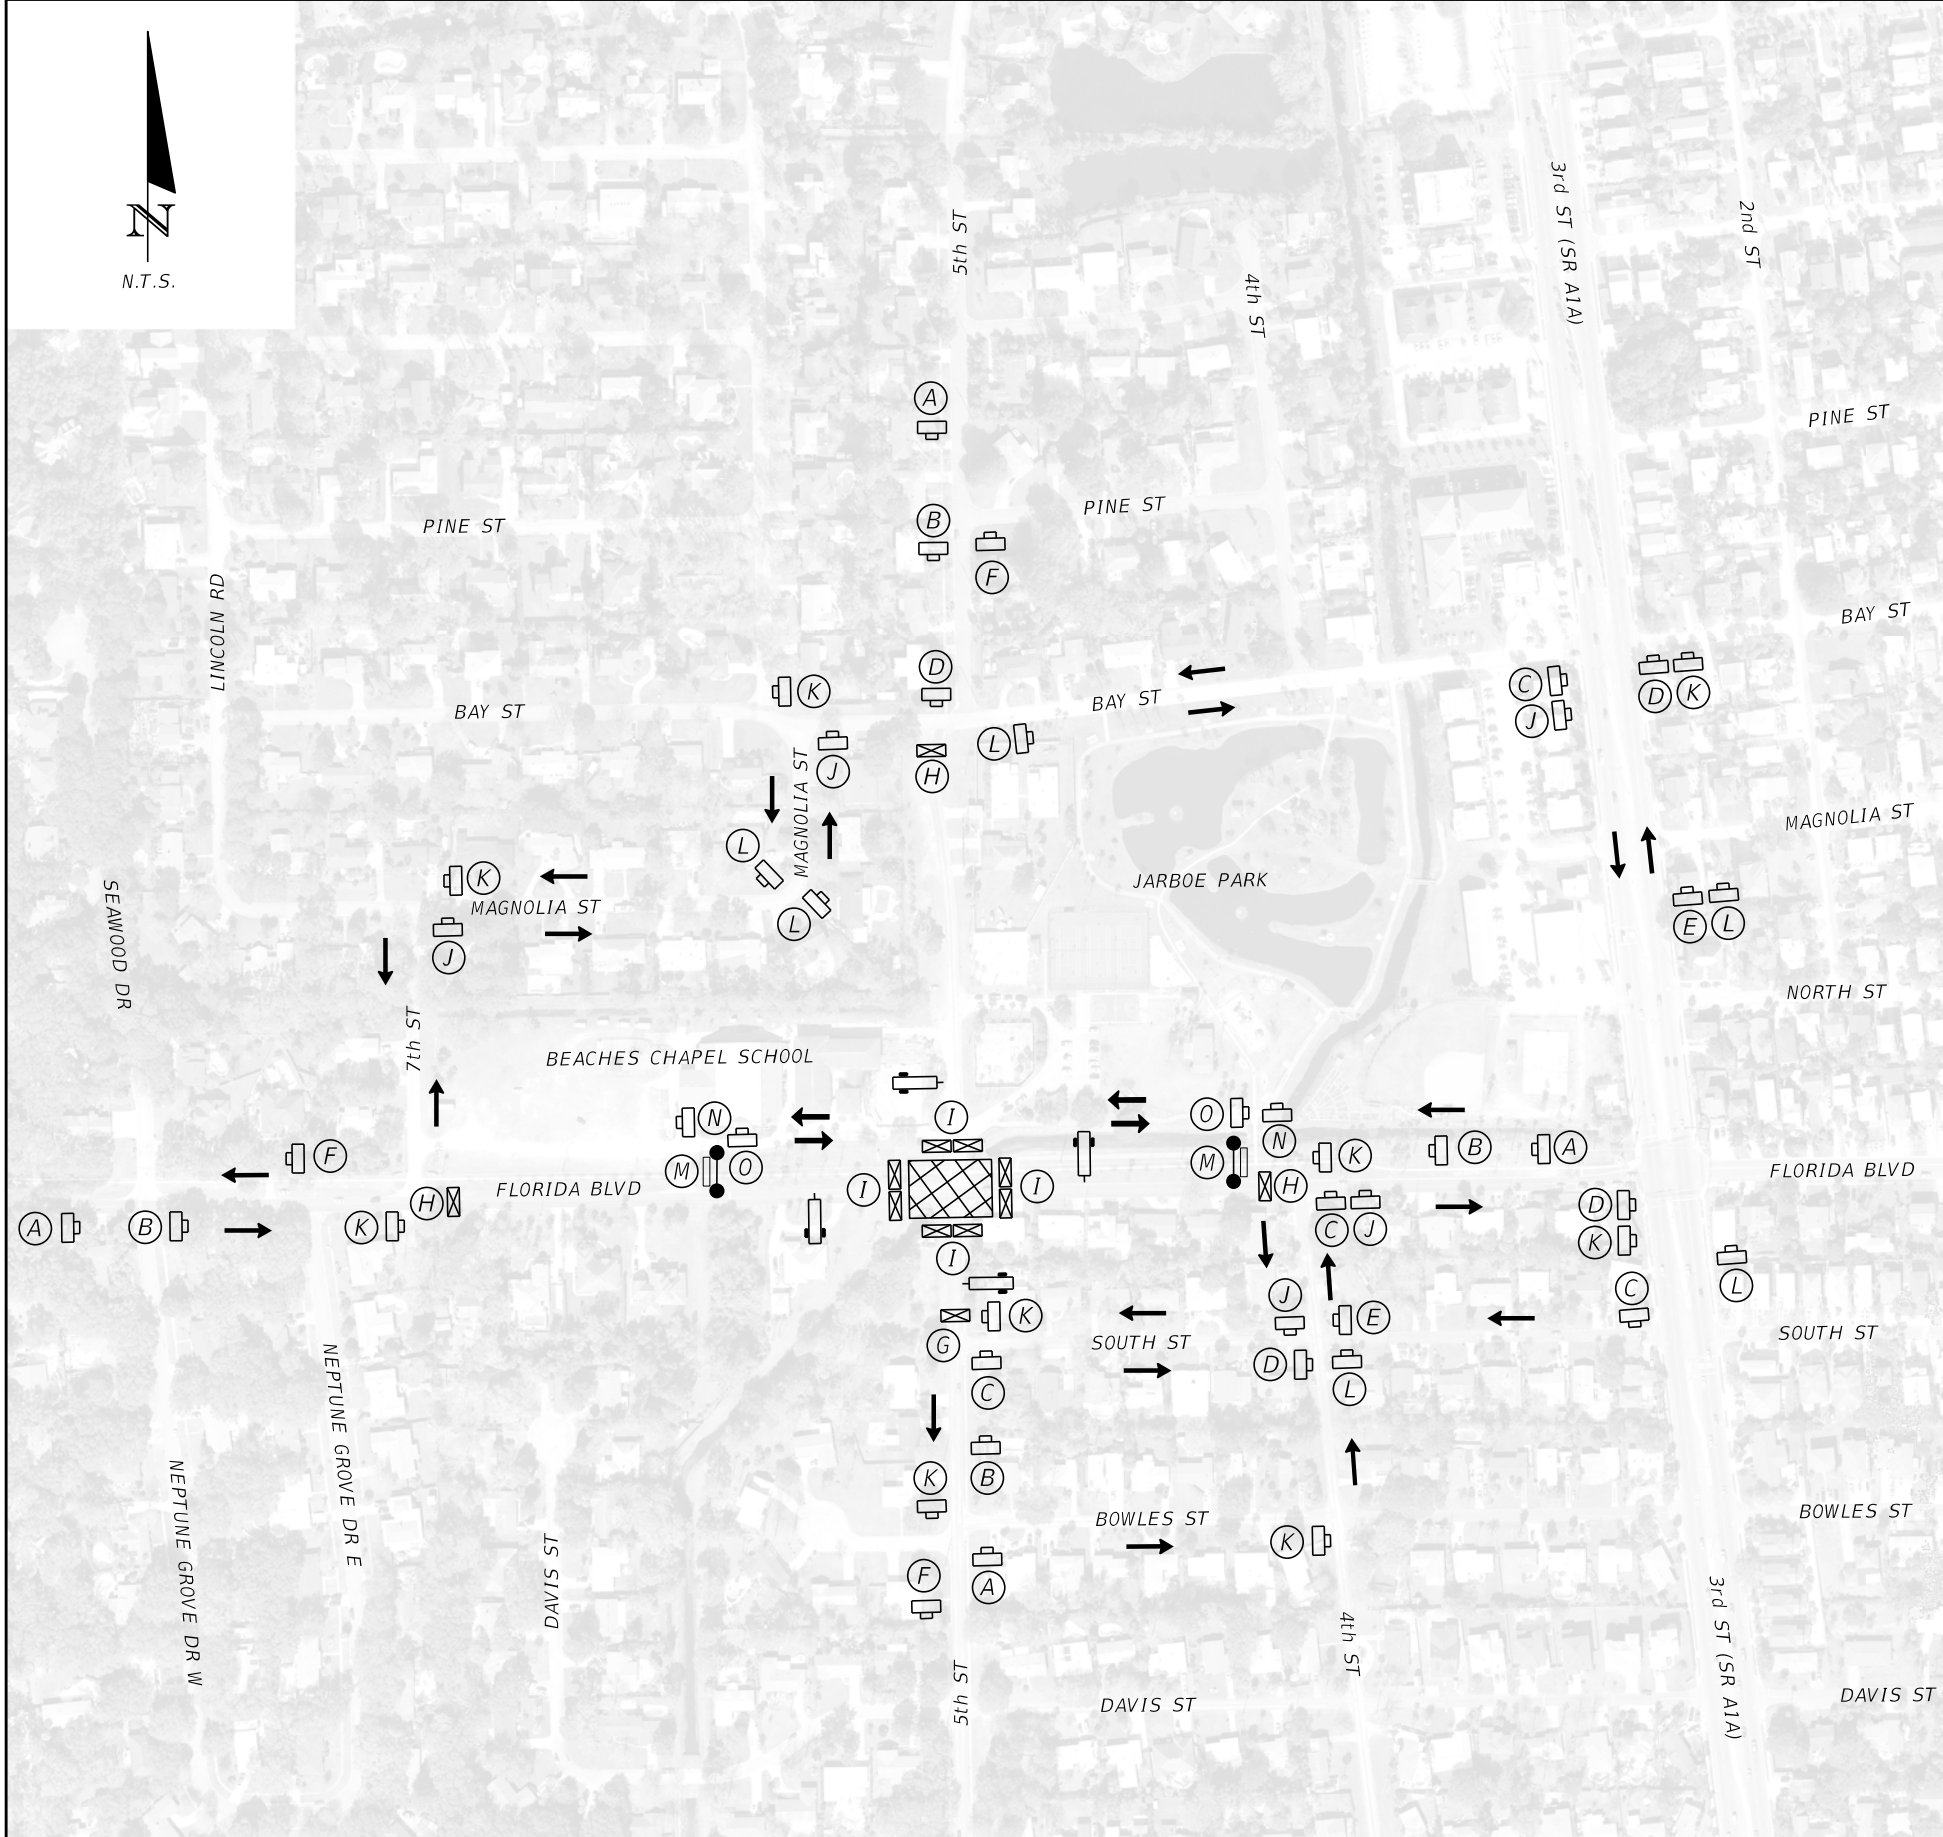 N
N.T.S.
5th ST
3rd ST (SR A1A)
2nd ST
4th ST
A
PINE ST
PINE ST
B
PINE ST
F
LINCOLN RD
BAY ST
D
K
BAY ST
BAY ST
C
D
K
J
L
H
J
MAGNOLIA ST
MAGNOLIA ST
L
K
JARBOE PARK
MAGNOLIA ST
L
E
L
SEAWOOD DR
J
NORTH ST
7th ST
BEACHES CHAPEL SCHOOL
N
I
O
N
F
M
O
M
K
B
A
FLORIDA BLVD
H
FLORIDA BLVD
I
I
H
A
B
K
C
J
D
K
I
L
J
C
K
E
G
SOUTH ST
SOUTH ST
D
L
C
NEPTUNE GROVE DR E
K
B
NEPTUNE GROVE DR W
BOWLES ST
BOWLES ST
K
DAVIS ST
F
A
3rd ST (SR A1A)
4th ST
5th ST
DAVIS ST
DAVIS ST